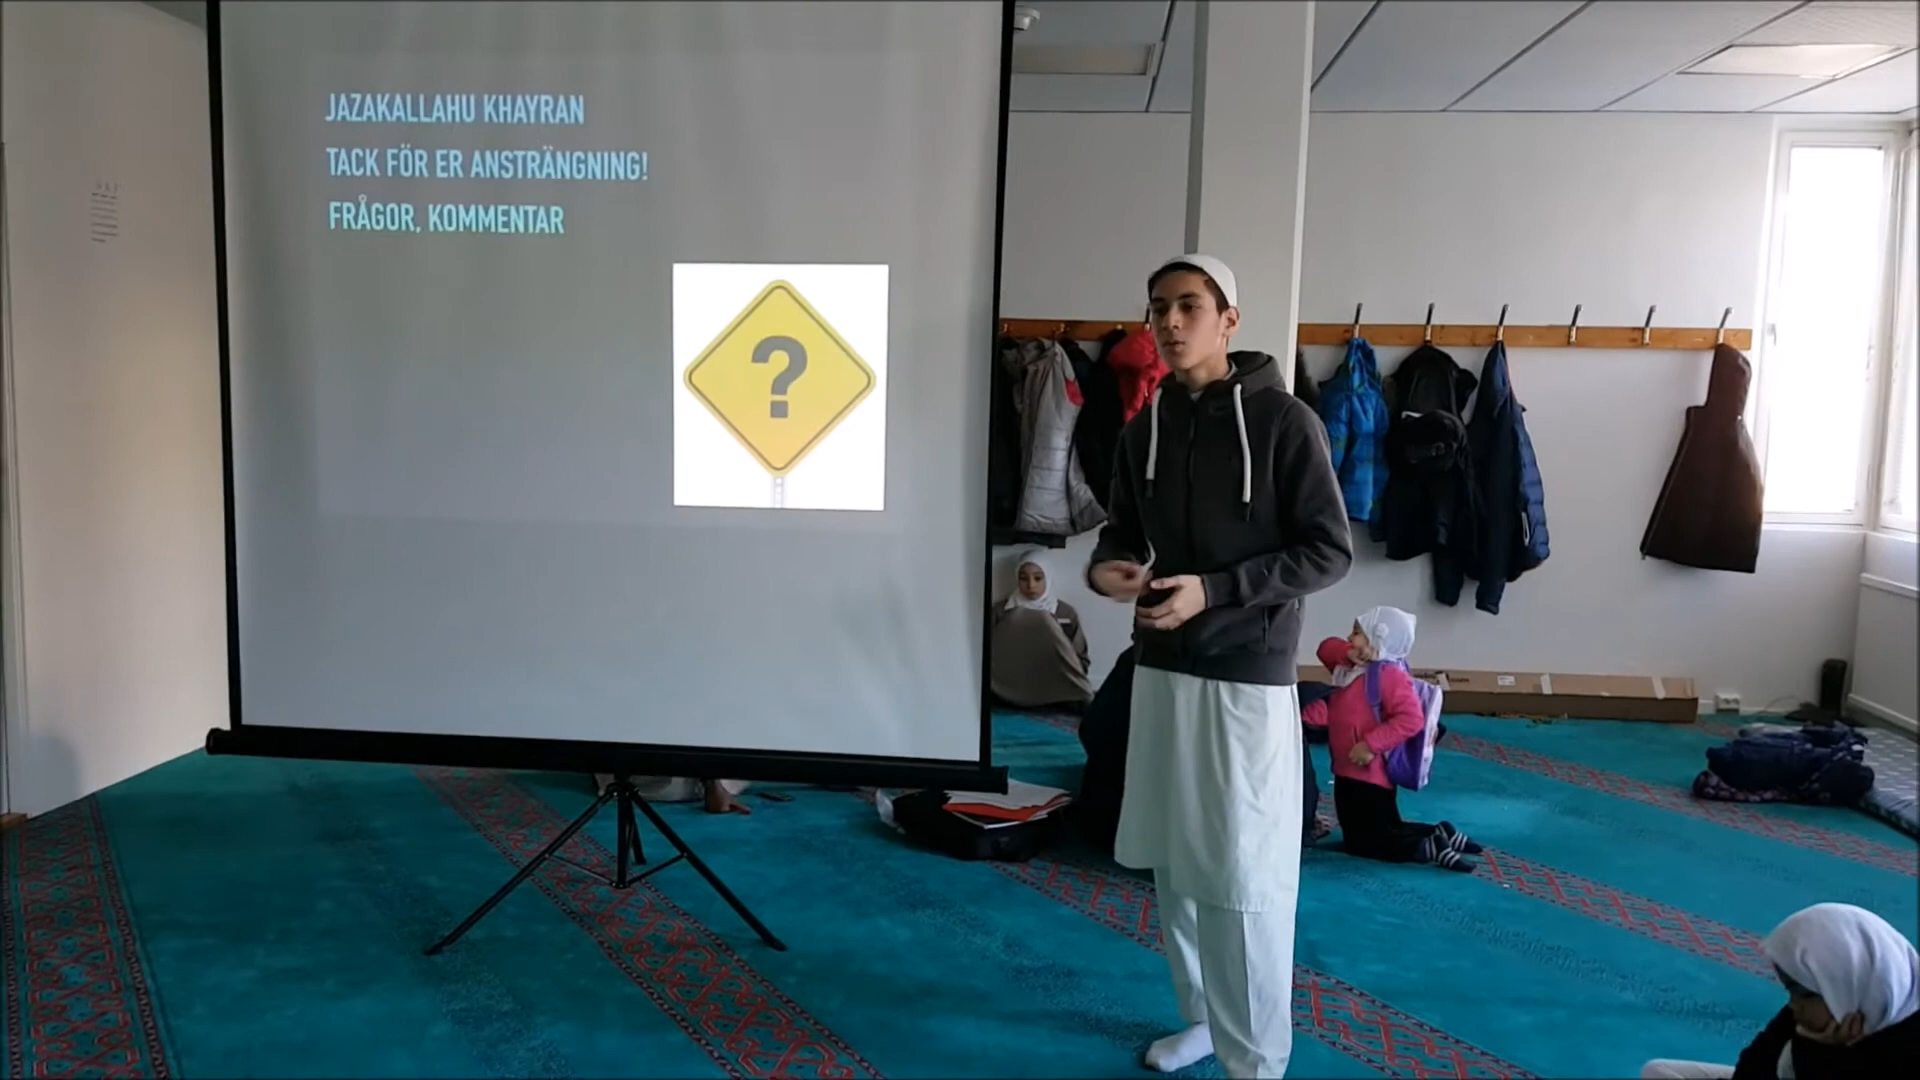 JAZAKALLAHU KHAYRAN
TACK FÖR ER ANSTRÄNGNING!
FRÅGOR, KOMMENTAR
?